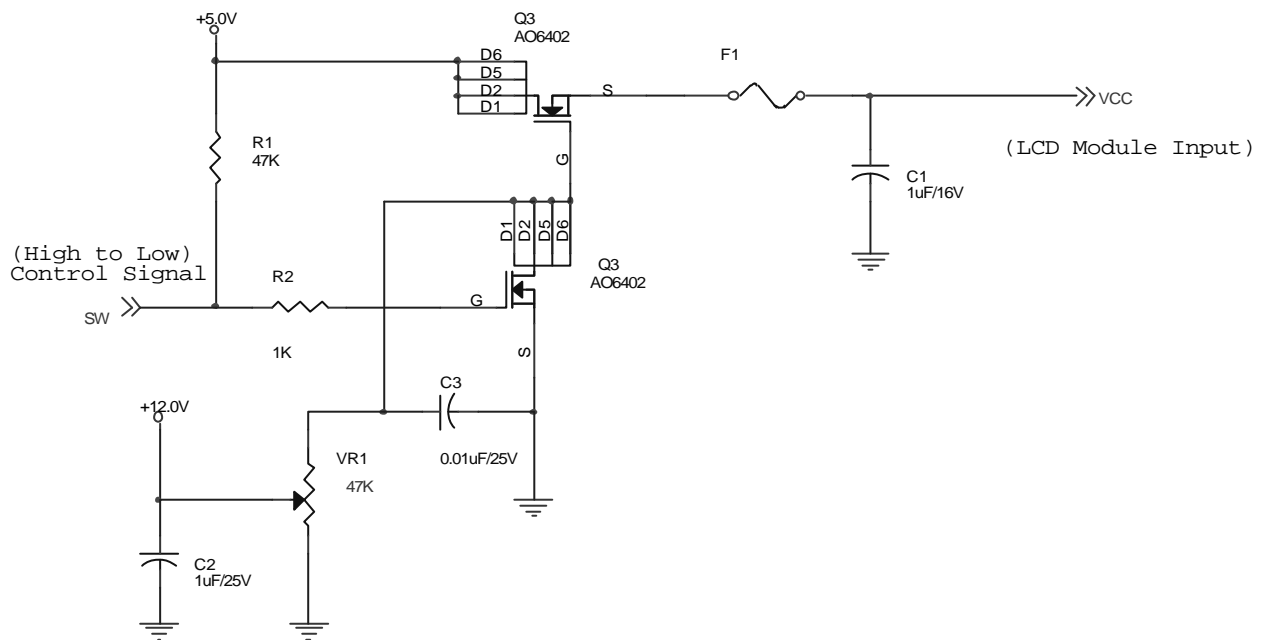 +5.0V
Q3
AO6402
F1
D6
D5
D2
D1
S
VCC
(LCD Module Input)
R1
47K
G
C1
1uF/16V
D1
D2
D5
D6
(High to Low)
Control Signal
Q3
AO6402
R2
G
SW
1K
S
C3
+12.0V
VR1
0.01uF/25V
47K
C2
1uF/25V